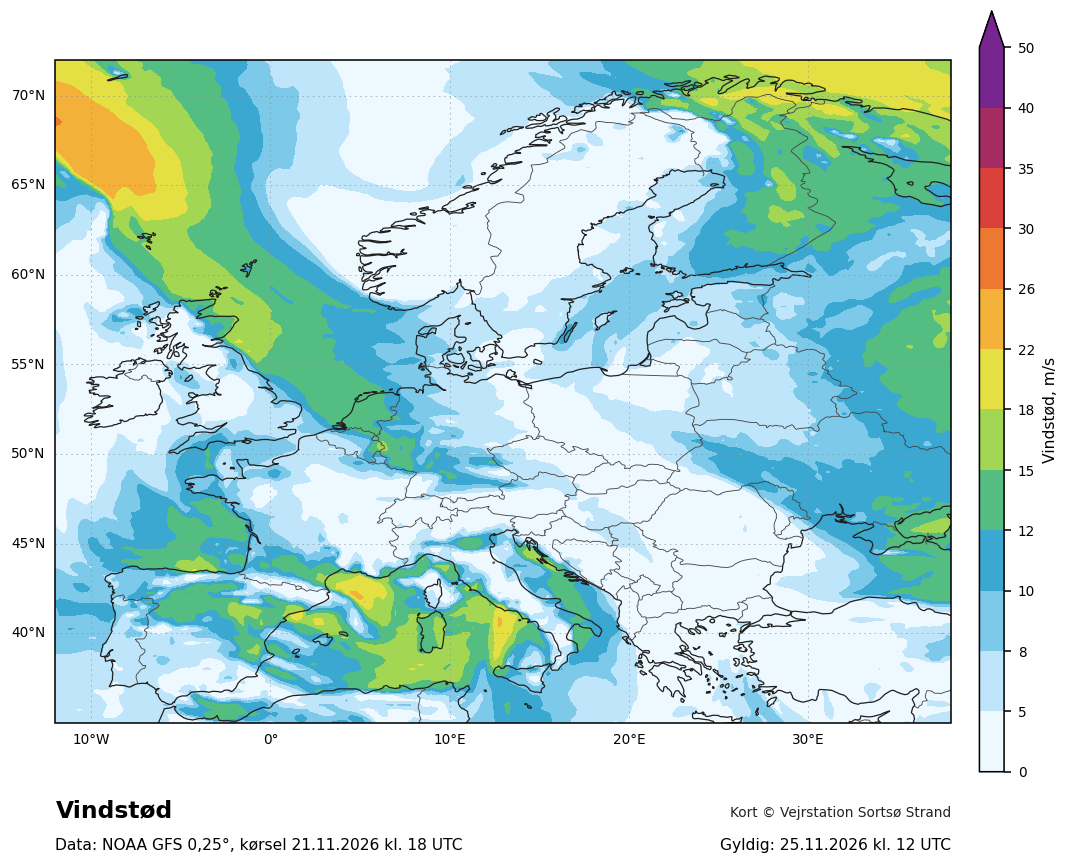 70°N
65°N
60°N
55°N
50°N
45°N
40°N
10°W
0°
10°E
20°E
30°E
50
40
35
30
26
22
18
15
12
10
8
5
0
Vindstød, m/s
Vindstød
Kort © Vejrstation Sortsø Strand
Data: NOAA GFS 0,25°, kørsel 21.11.2026 kl. 18 UTC
Gyldig: 25.11.2026 kl. 12 UTC